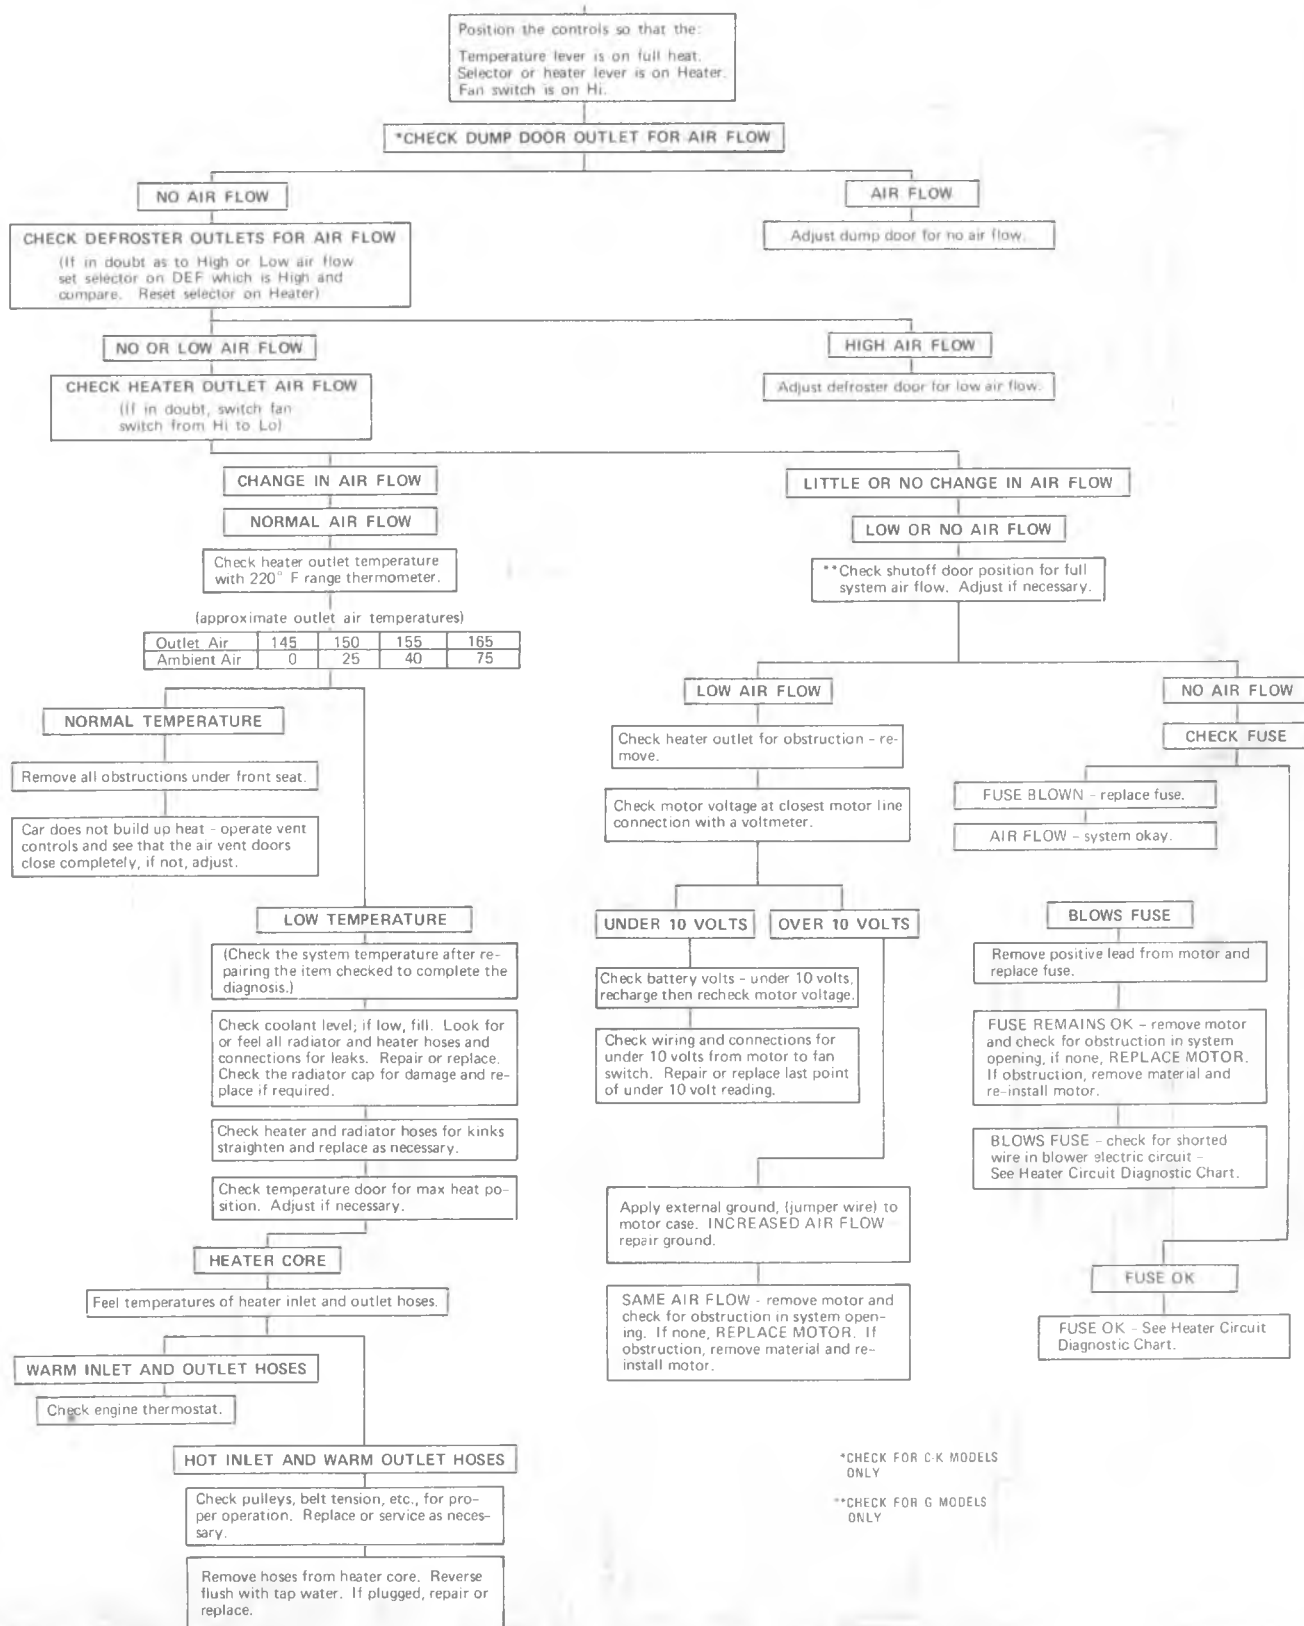 Position the controls so that the:
Temperature lever is on full heat.
Selector or heater lever is on Heater.
Fan switch is on Hi.
*CHECK DUMP DOOR OUTLET FOR AIR FLOW
NO AIR FLOW
AIR FLOW
CHECK DEFROSTER OUTLETS FOR AIR FLOW
(If in doubt as to High or Low air flow
set selector on DEF which is High and
compare. Reset selector on Heater)
Adjust dump door for no air flow.
NO OR LOW AIR FLOW
HIGH AIR FLOW
CHECK HEATER OUTLET AIR FLOW
(If in doubt, switch fan
switch from Hi to Lo)
Adjust defroster door for low air flow.
CHANGE IN AIR FLOW
LITTLE OR NO CHANGE IN AIR FLOW
NORMAL AIR FLOW
LOW OR NO AIR FLOW
Check heater outlet temperature
with 220° F range thermometer.
**Check shutoff door position for full
system air flow. Adjust if necessary.
(approximate outlet air temperatures)
Outlet Air 145 150 155 165
Ambient Air 0 25 40 75
LOW AIR FLOW
NO AIR FLOW
NORMAL TEMPERATURE
Check heater outlet for obstruction - re-
move.
CHECK FUSE
Remove all obstructions under front seat.
Check motor voltage at closest motor line
connection with a voltmeter.
FUSE BLOWN - replace fuse.
AIR FLOW - system okay.
Car does not build up heat - operate vent
controls and see that the air vent doors
close completely, if not, adjust.
LOW TEMPERATURE
UNDER 10 VOLTS
OVER 10 VOLTS
BLOWS FUSE
(Check the system temperature after re-
pairing the item checked to complete the
diagnosis.)
Check battery volts - under 10 volts,
recharge then recheck motor voltage.
Remove positive lead from motor and
replace fuse.
Check coolant level; if low, fill. Look for
or feel all radiator and heater hoses and
connections for leaks. Repair or replace.
Check the radiator cap for damage and re-
place if required.
Check wiring and connections for
under 10 volts from motor to fan
switch. Repair or replace last point
of under 10 volt reading.
FUSE REMAINS OK - remove motor
and check for obstruction in system
opening, if none, REPLACE MOTOR.
If obstruction, remove material and
re-install motor.
Check heater and radiator hoses for kinks
straighten and replace as necessary.
BLOWS FUSE - check for shorted
wire in blower electric circuit -
See Heater Circuit Diagnostic Chart.
Check temperature door for max heat po-
sition. Adjust if necessary.
Apply external ground, (jumper wire) to
motor case. INCREASED AIR FLOW
repair ground.
HEATER CORE
FUSE OK
Feel temperatures of heater inlet and outlet hoses.
SAME AIR FLOW - remove motor and
check for obstruction in system open-
ing. If none, REPLACE MOTOR. If
obstruction, remove material and re-
install motor.
FUSE OK - See Heater Circuit
Diagnostic Chart.
WARM INLET AND OUTLET HOSES
Check engine thermostat.
HOT INLET AND WARM OUTLET HOSES
Check pulleys, belt tension, etc., for pro-
per operation. Replace or service as neces-
sary.
Remove hoses from heater core. Reverse
flush with tap water. If plugged, repair or
replace.
*CHECK FOR C-K MODELS
ONLY
**CHECK FOR G MODELS
ONLY